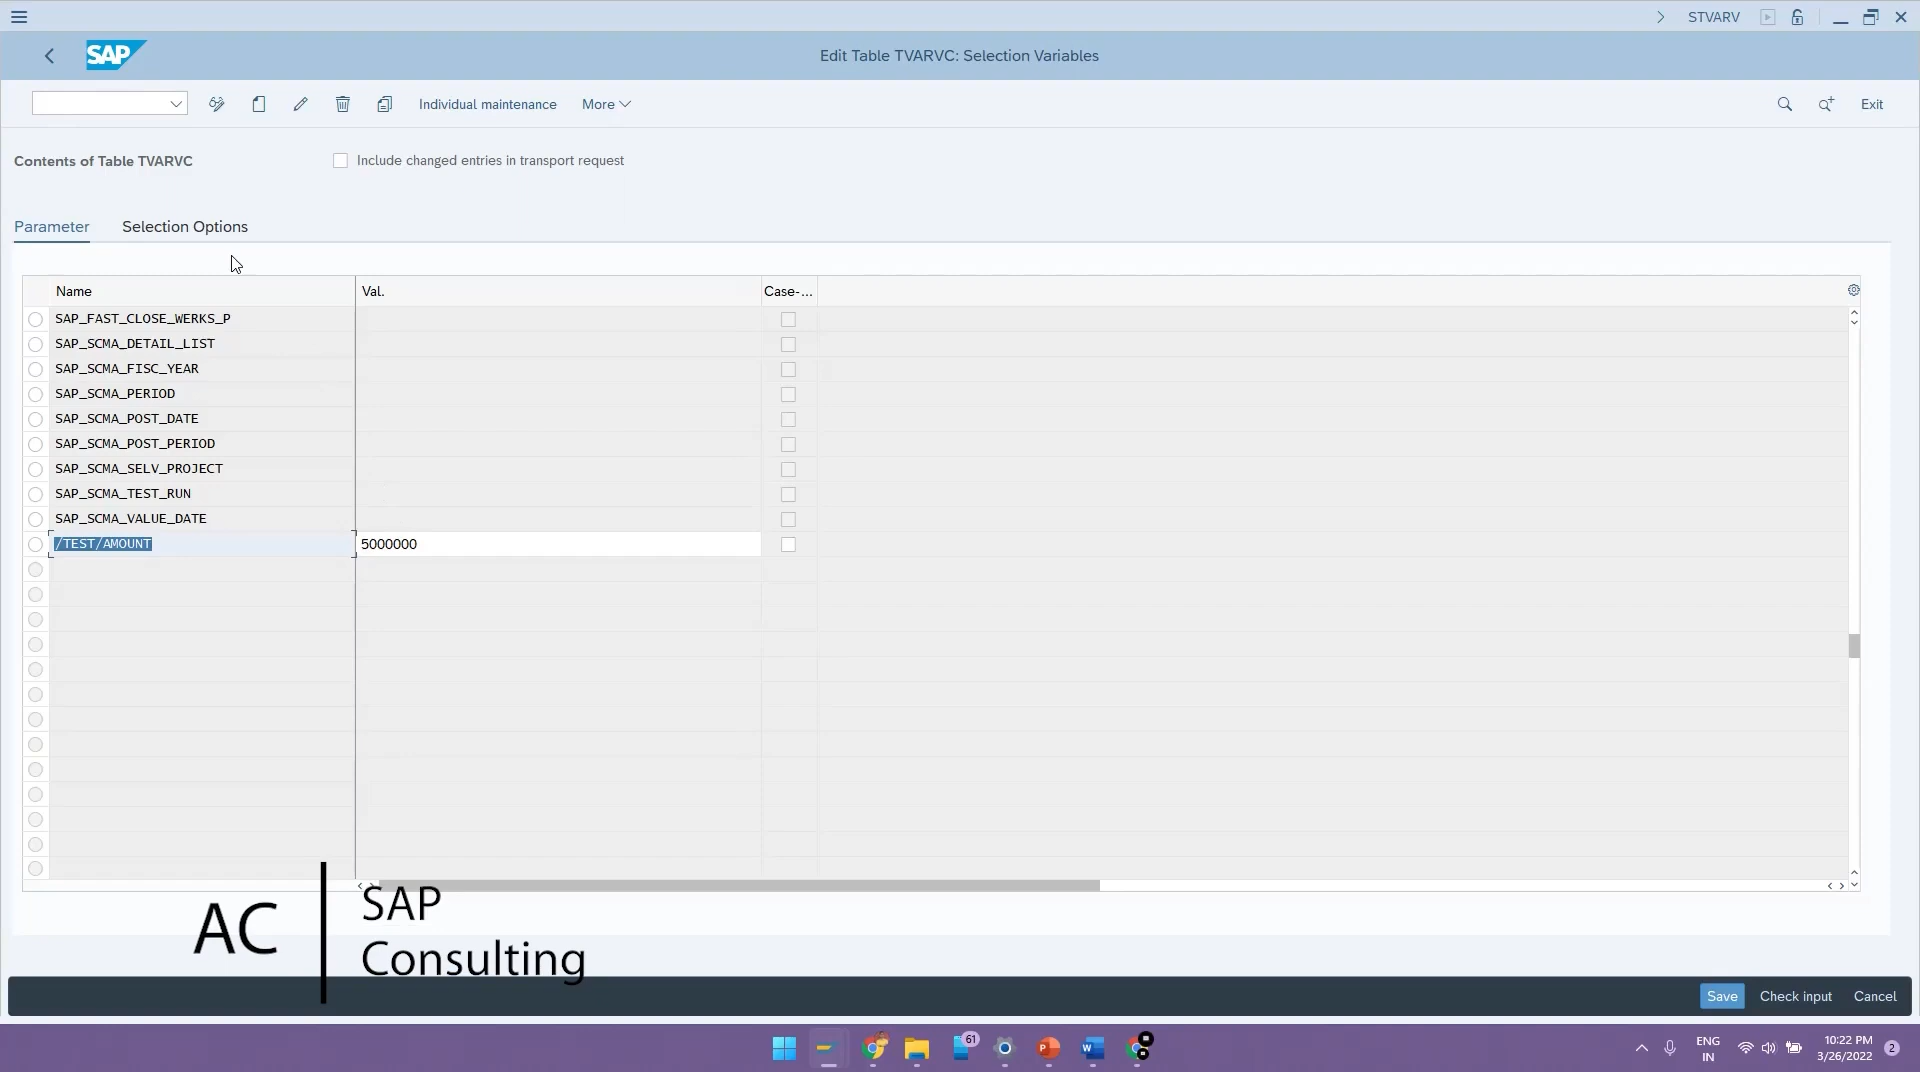 STVARV
SAP
Edit Table TVARVC: Selection Variables
Individual maintenance
More
Exit
Contents of Table TVARVC
Include changed entries in transport request
Parameter
Selection Options
Name
Val.
Case-...
SAP_FAST_CLOSE_WERKS_P
SAP_SCMA_DETAIL_LIST
SAP_SCMA_FISC_YEAR
SAP_SCMA_PERIOD
SAP_SCMA_POST_DATE
SAP_SCMA_POST_PERIOD
SAP_SCMA_SELV_PROJECT
SAP_SCMA_TEST_RUN
SAP_SCMA_VALUE_DATE
/TEST/AMOUNT 5000000
AC
SAP
Consulting
Save
Check input
Cancel
61
P
W
ENG
IN
10:22 PM
3/26/2022
2